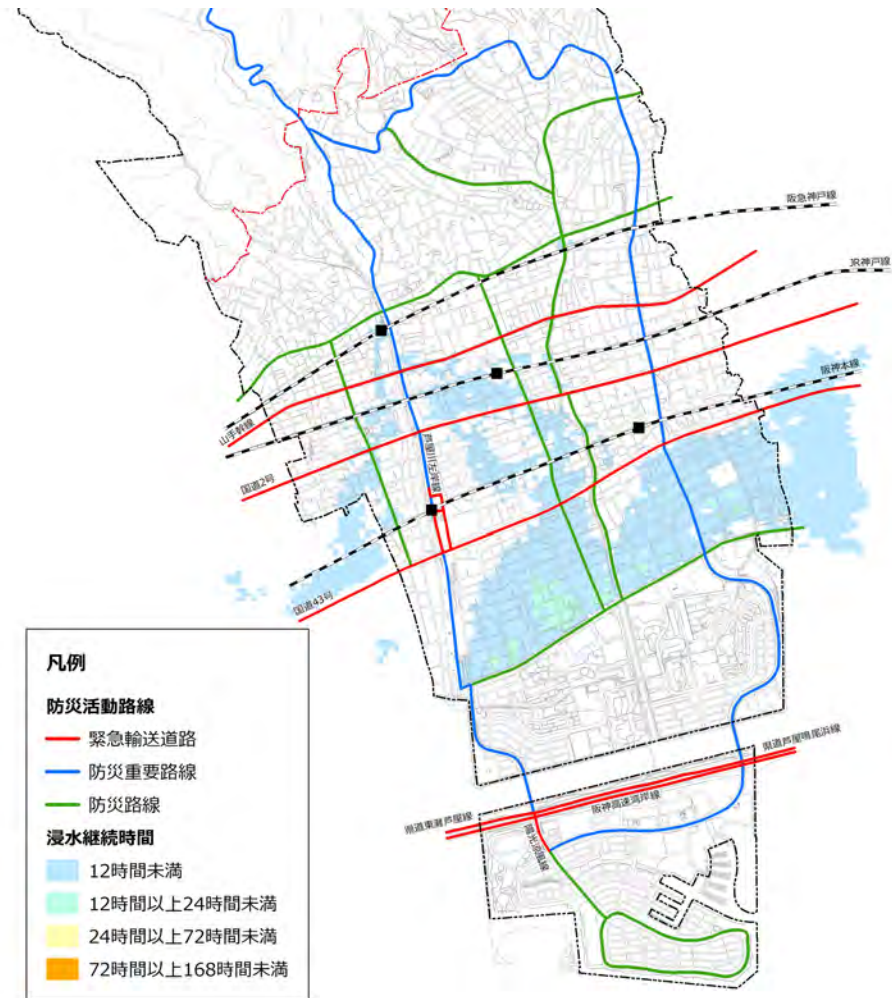 阪急神戸線
JR神戸線
阪神本線
山手幹線
国道2号
芦屋川左岸線
国道43号
凡例
防災活動路線
緊急輸送道路
防災重要路線
防災路線
浸水継続時間
12時間未満
12時間以上24時間未満
24時間以上72時間未満
72時間以上168時間未満
県道芦屋鳴尾浜線
阪神高速湾岸線
県道東灘芦屋線
陽光浜風線